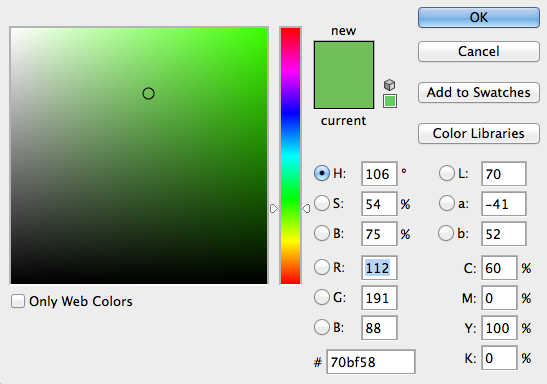 new
current
OK
Cancel
Add to Swatches
Color Libraries
H: 106 °
S: 54 %
B: 75 %
R: 112
G: 191
B: 88
# 70bf58
L: 70
a: -41
b: 52
C: 60 %
M: 0 %
Y: 100 %
K: 0 %
Only Web Colors